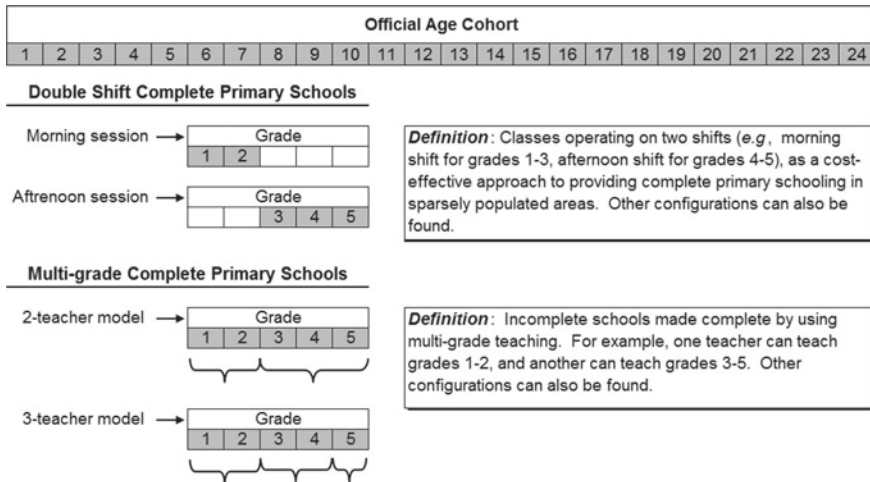 Official Age Cohort
1 2 3 4 5 6 7 8 9 10 11 12 13 14 15 16 17 18 19 20 21 22 23 24
Double Shift Complete Primary Schools
Morning session Grade
1 2
Aftrenoon session Grade
3 4 5
Definition: Classes operating on two shifts (e.g, morning
shift for grades 1-3, afternoon shift for grades 4-5), as a cost-
effective approach to providing complete primary schooling in
sparsely populated areas. Other configurations can also be
found.
Multi-grade Complete Primary Schools
2-teacher model Grade
1 2 3 4 5
3-teacher model Grade
1 2 3 4 5
Definition: Incomplete schools made complete by using
multi-grade teaching. For example, one teacher can teach
grades 1-2, and another can teach grades 3-5. Other
configurations can also be found.